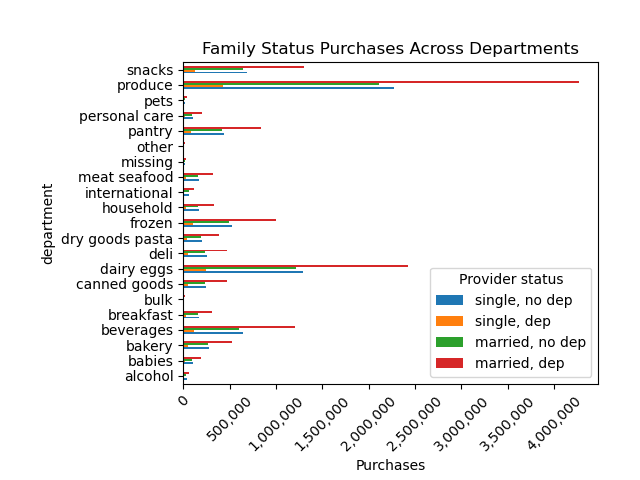 Family Status Purchases Across Departments
snacks
produce
pets
personal care
pantry
other
missing
meat seafood
international
household
frozen
dry goods pasta
deli
dairy eggs
canned goods
bulk
breakfast
beverages
bakery
babies
alcohol
department
Provider status
single, no dep
single, dep
married, no dep
married, dep
0
500,000
1,000,000
1,500,000
2,000,000
2,500,000
3,000,000
3,500,000
4,000,000
Purchases